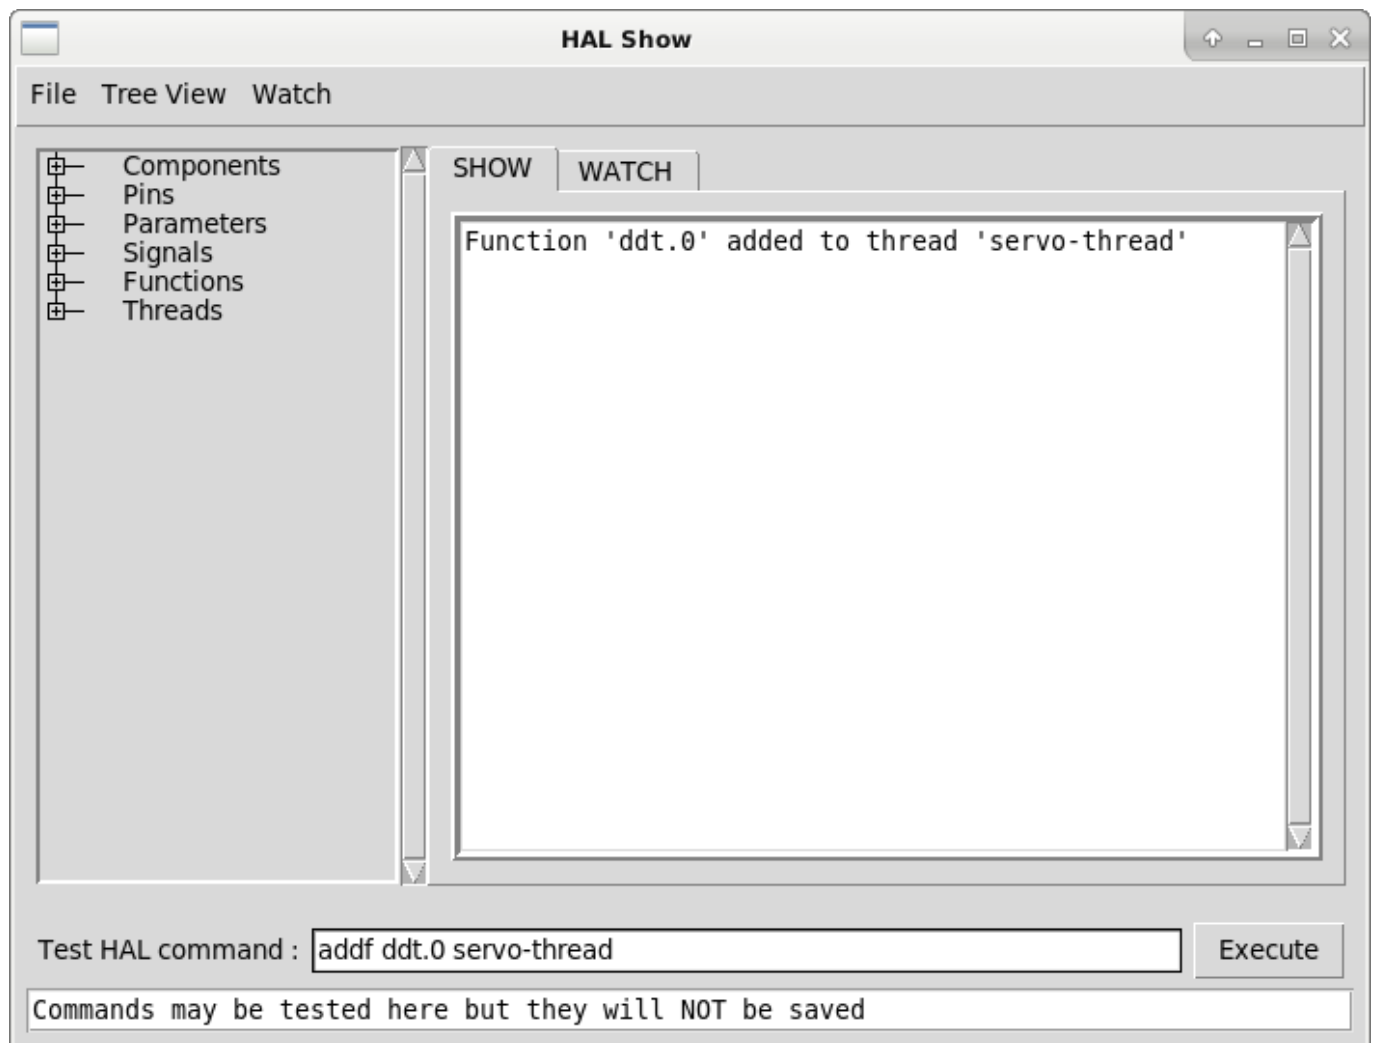 HAL Show
File Tree View Watch
Components
Pins
Parameters
Signals
Functions
Threads
SHOW WATCH
Function 'ddt.0' added to thread 'servo-thread'
Test HAL command : addf ddt.0 servo-thread Execute
Commands may be tested here but they will NOT be saved